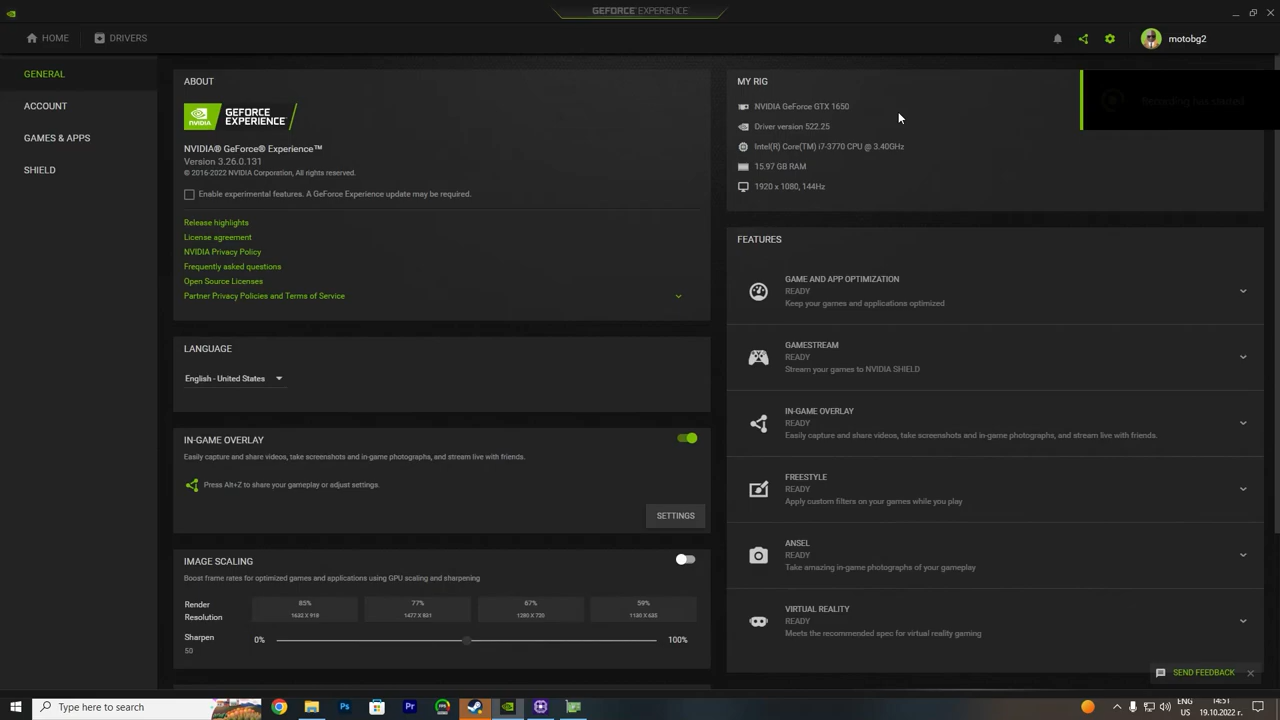 GEFORCE EXPERIENCE
HOME
DRIVERS
motobg2
GENERAL
ACCOUNT
GAMES & APPS
SHIELD
ABOUT
NVIDIA
GEFORCE
EXPERIENCE
NVIDIA® GeForce® Experience™
Version 3.26.0.131
© 2016-2022 NVIDIA Corporation, All rights reserved.
Enable experimental features. A GeForce Experience update may be required.
Release highlights
License agreement
NVIDIA Privacy Policy
Frequently asked questions
Open Source Licenses
Partner Privacy Policies and Terms of Service
LANGUAGE
English - United States
IN-GAME OVERLAY
Easily capture and share videos, take screenshots and in-game photographs, and stream live with friends.
Press Alt+Z to share your gameplay or adjust settings.
SETTINGS
IMAGE SCALING
Boost frame rates for optimized games and applications using GPU scaling and sharpening
Render
Resolution
85%
1632 X 918
77%
1477 X 831
67%
1280 X 720
59%
1130 X 635
Sharpen
50
0%
100%
MY RIG
NVIDIA GeForce GTX 1650
Driver version 522.25
Intel(R) Core(TM) i7-3770 CPU @ 3.40GHz
15.97 GB RAM
1920 x 1080, 144Hz
Recording has started
FEATURES
GAME AND APP OPTIMIZATION
READY
Keep your games and applications optimized
GAMESTREAM
READY
Stream your games to NVIDIA SHIELD
IN-GAME OVERLAY
READY
Easily capture and share videos, take screenshots and in-game photographs, and stream live with friends.
FREESTYLE
READY
Apply custom filters on your games while you play
ANSEL
READY
Take amazing in-game photographs of your gameplay
VIRTUAL REALITY
READY
Meets the recommended spec for virtual reality gaming
SEND FEEDBACK
Type here to search
Ps
Pr
УС
14:51
19.10.2022 г.